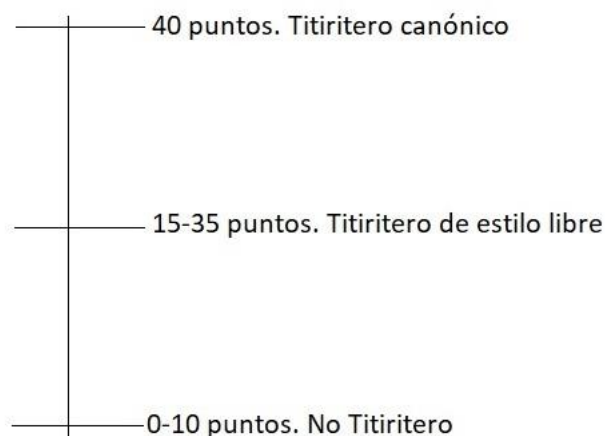 40 puntos. Titiritero canónico
15-35 puntos. Titiritero de estilo libre
0-10 puntos. No Titiritero